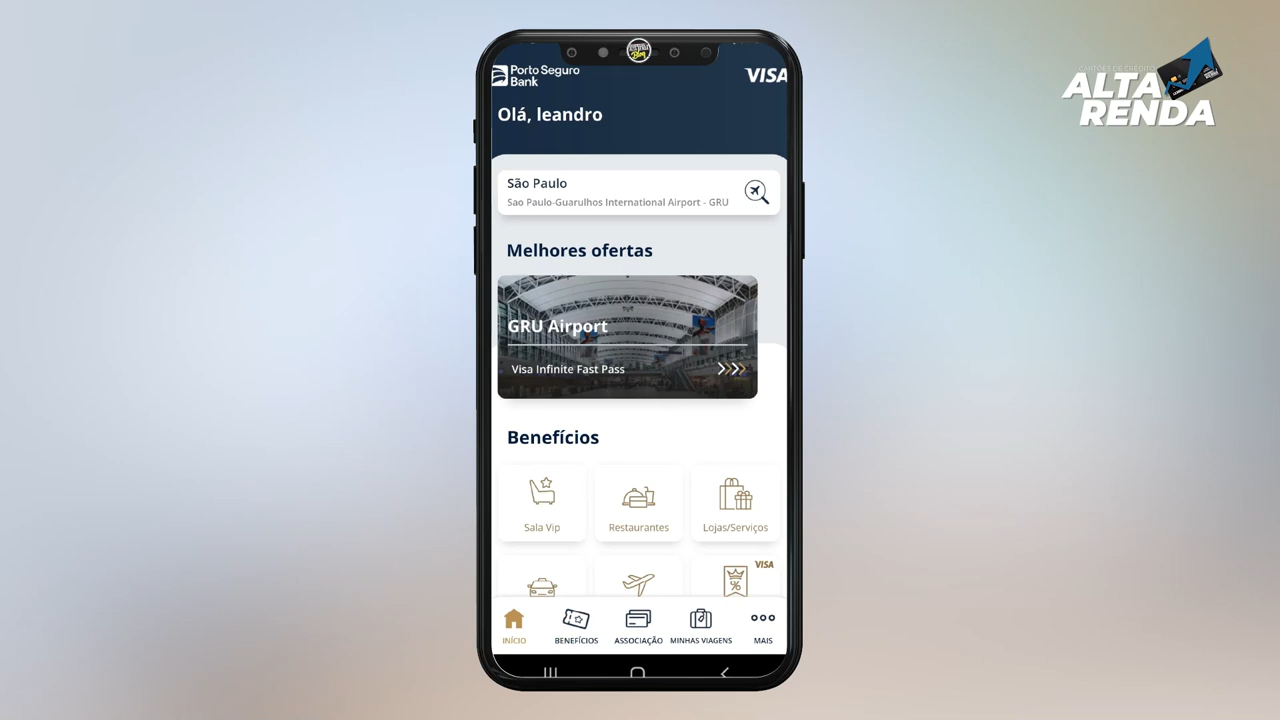 Porto Seguro
Bank
VISA
Olá, leandro
São Paulo
Sao Paulo-Guarulhos International Airport - GRU
Melhores ofertas
GRU Airport
Visa Infinite Fast Pass
Benefícios
Sala Vip
Restaurantes
Lojas/Serviços
VISA
%
INÍCIO
BENEFÍCIOS
ASSOCIAÇÃO
MINHAS VIAGENS
MAIS
CARTÕES DE CRÉDITO
ALTA
RENDA